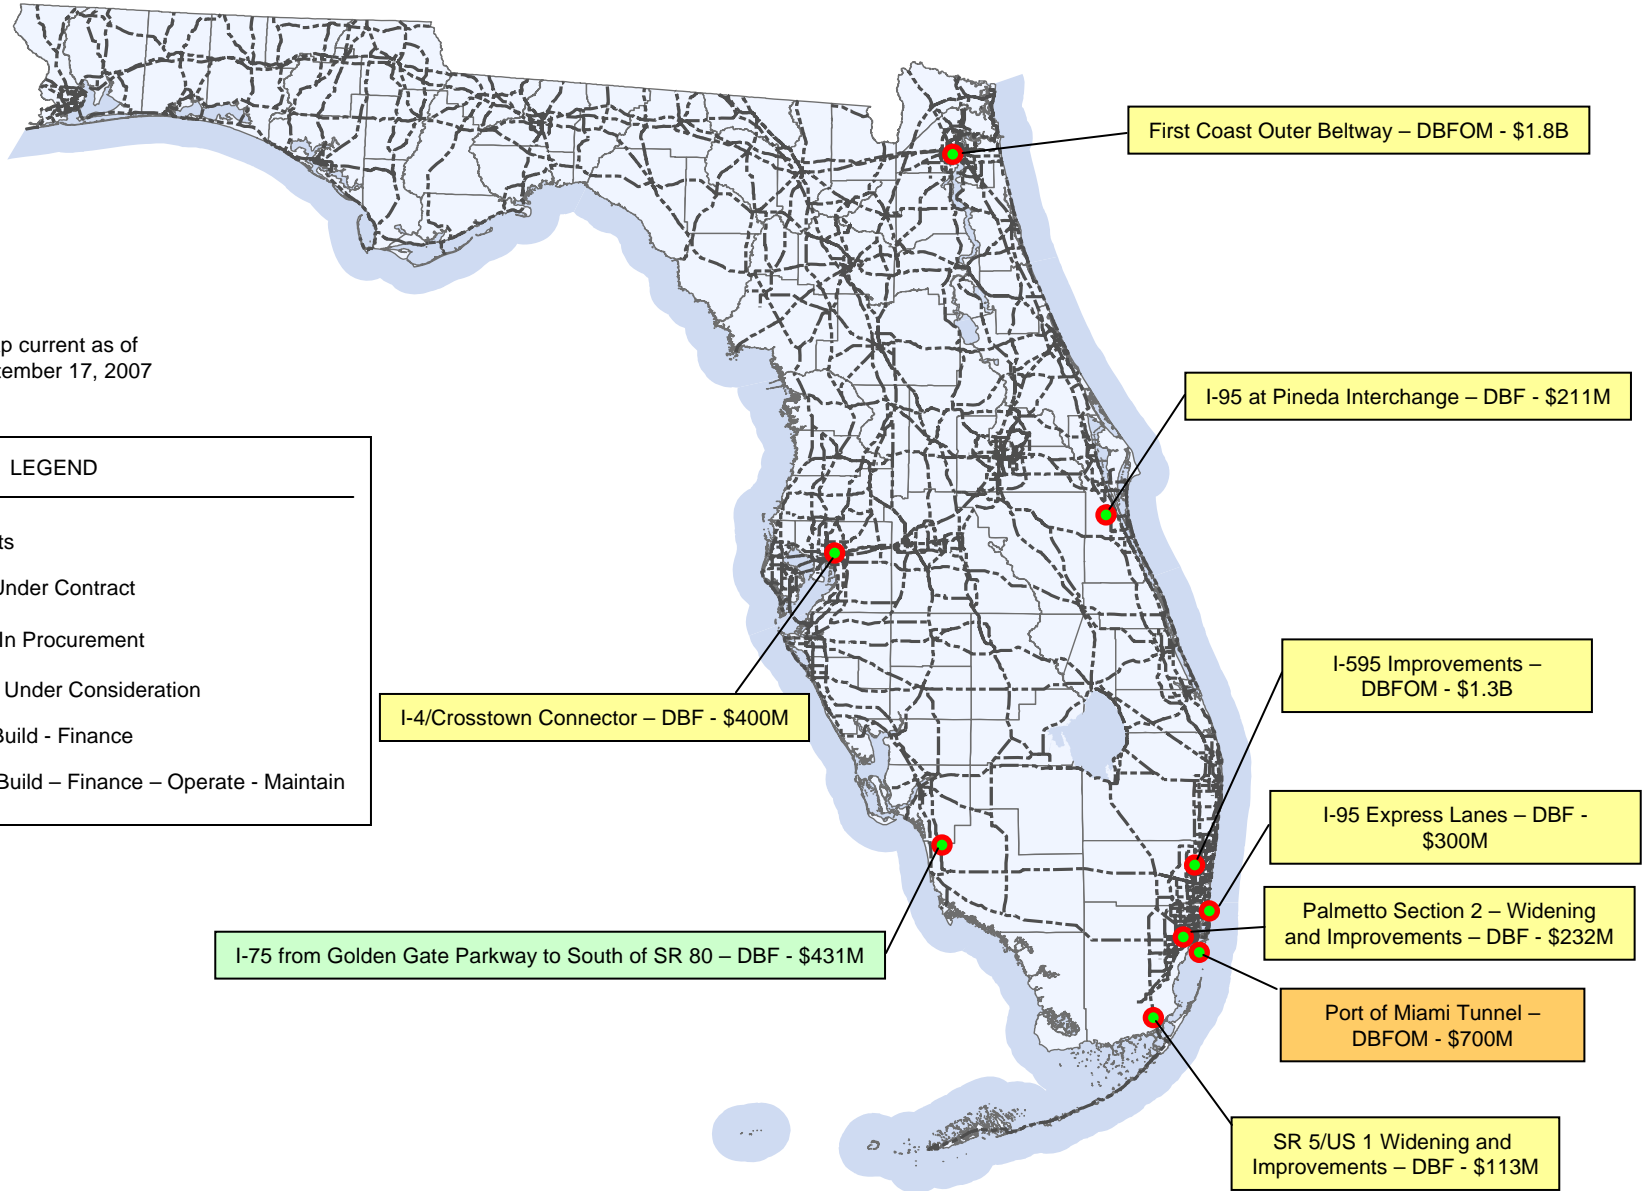 First Coast Outer Beltway – DBFOM - $1.8B
p current as of
tember 17, 2007
I-95 at Pineda Interchange – DBF - $211M
LEGEND
ts
Under Contract
In Procurement
Under Consideration
Build - Finance
Build – Finance – Operate - Maintain
I-595 Improvements –
DBFOM - $1.3B
I-4/Crosstown Connector – DBF - $400M
I-95 Express Lanes – DBF -
$300M
Palmetto Section 2 – Widening
and Improvements – DBF - $232M
I-75 from Golden Gate Parkway to South of SR 80 – DBF - $431M
Port of Miami Tunnel –
DBFOM - $700M
SR 5/US 1 Widening and
Improvements – DBF - $113M